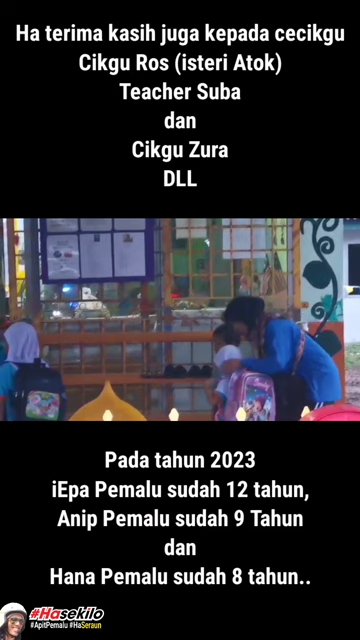 Ha terima kasih juga kepada cecikgu
Cikgu Ros (isteri Atok)
Teacher Suba
dan
Cikgu Zura
DLL
Pada tahun 2023
iEpa Pemalu sudah 12 tahun,
Anip Pemalu sudah 9 Tahun
dan
Hana Pemalu sudah 8 tahun..
#Hasekilo
#ApitPemalu #HaSeraun